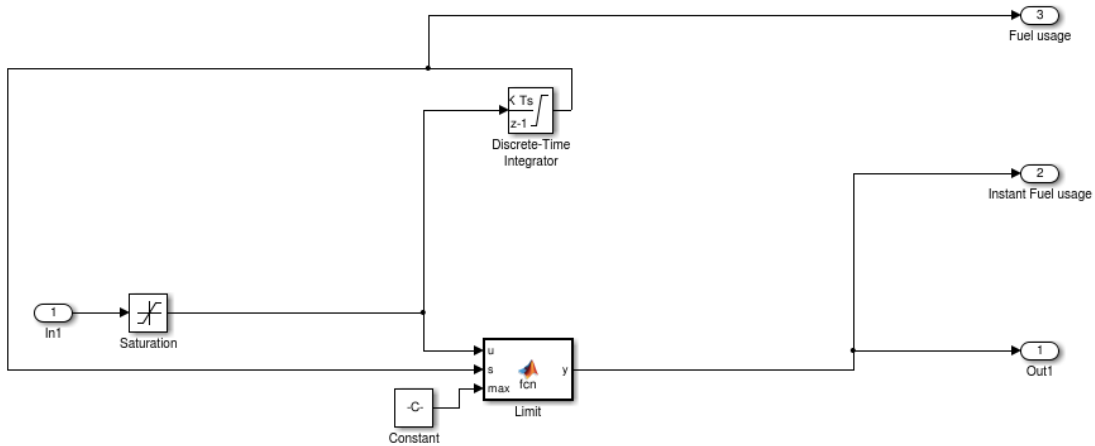 3
Fuel usage
K Ts
z-1
Discrete-Time
Integrator
2
Instant Fuel usage
1
In1
Saturation
u
s
max
fcn
y
Limit
1
Out1
-C-
Constant